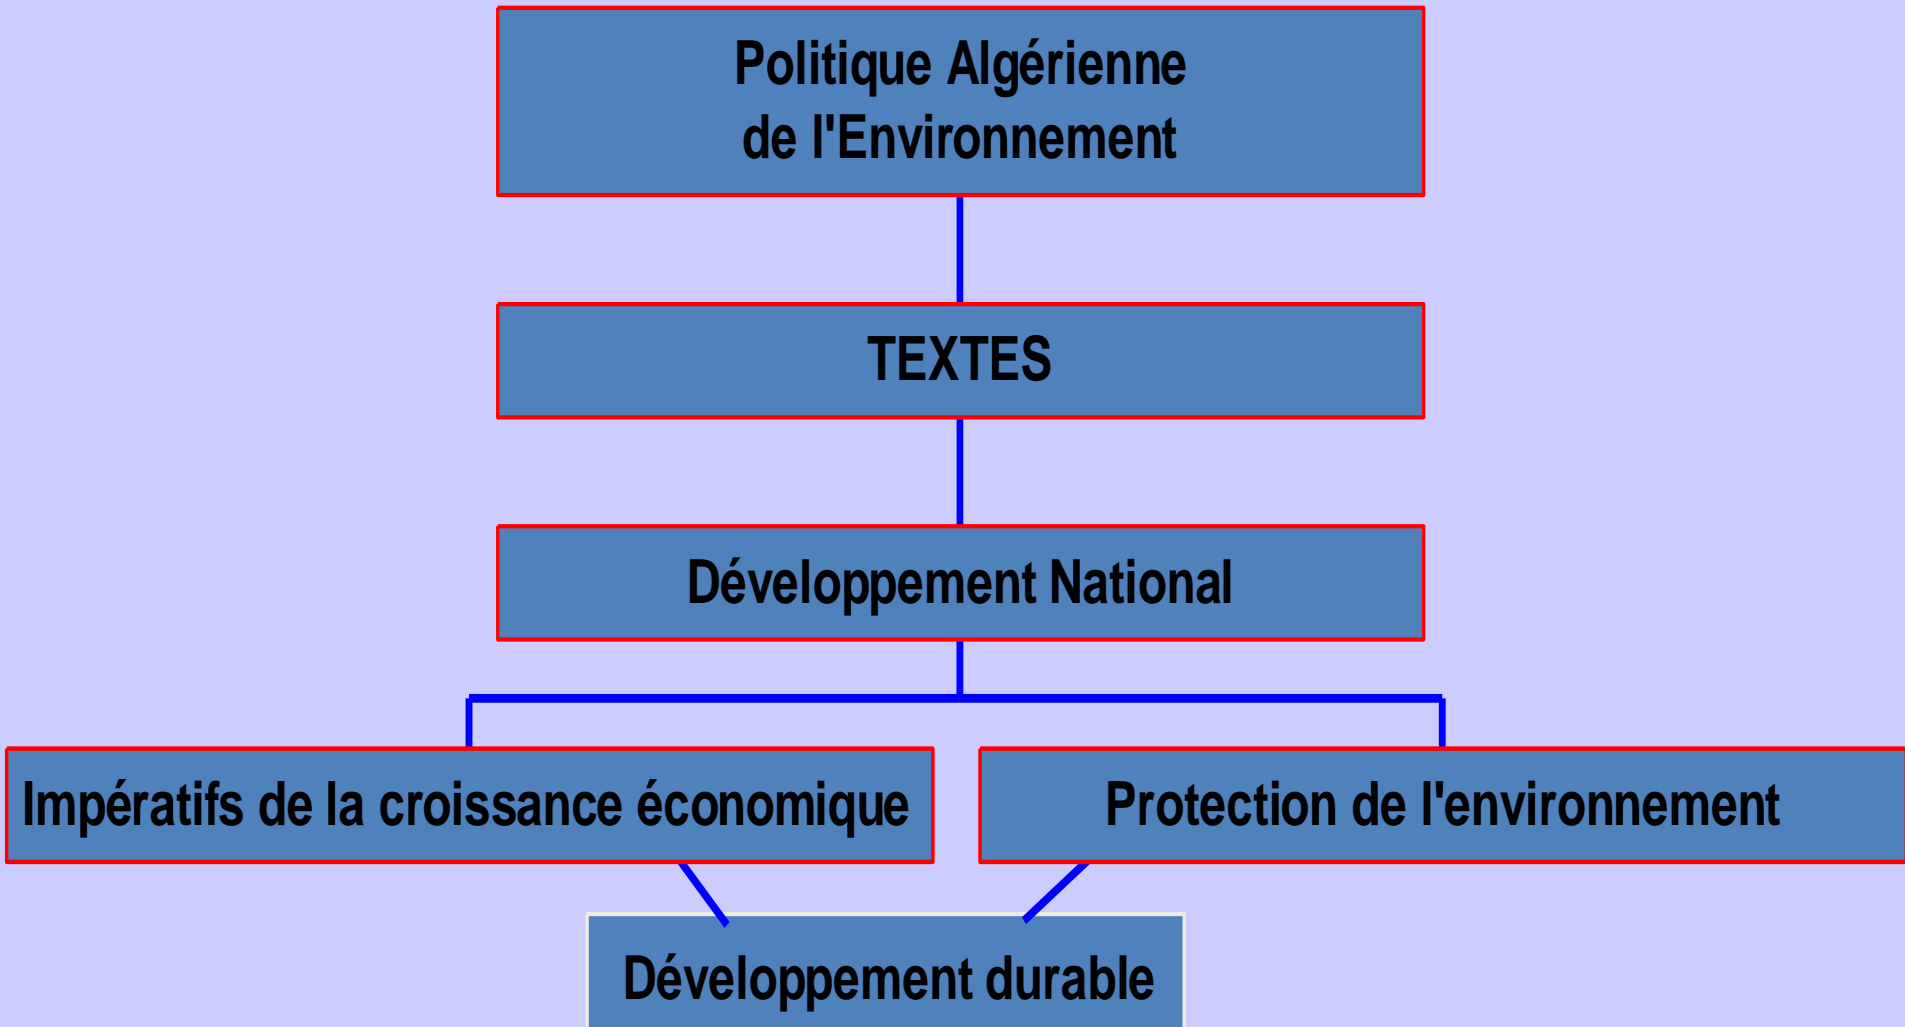 Politique Algérienne
de l'Environnement
TEXTES
Développement National
Impératifs de la croissance économique
Protection de l'environnement
Développement durable